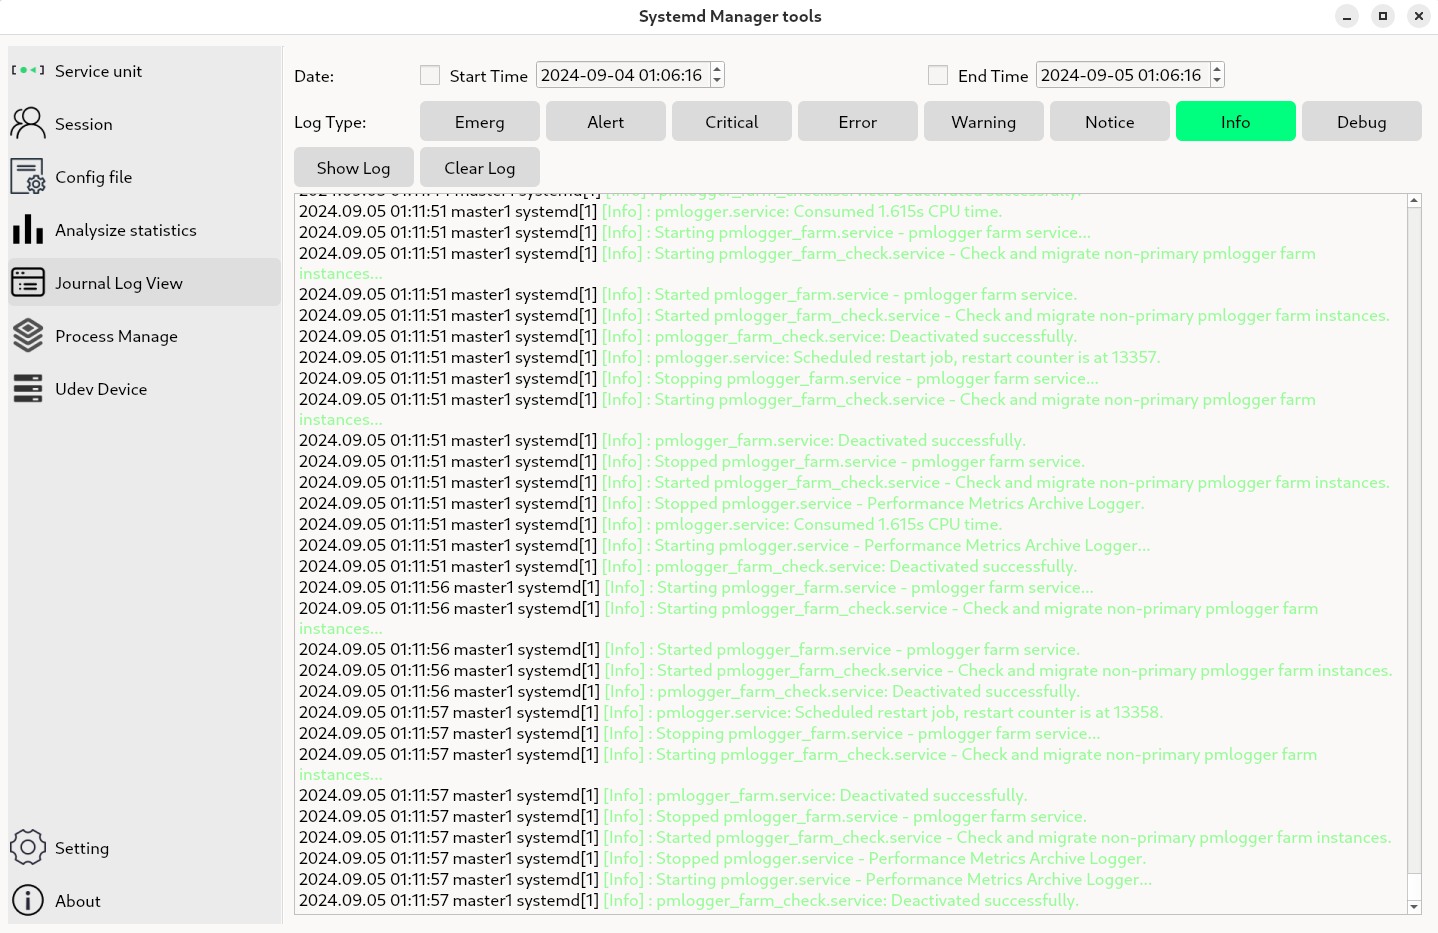 Systemd Manager tools
Service unit
Session
Config file
Analysize statistics
Journal Log View
Process Manage
Udev Device
Setting
About
Date:
Start Time
2024-09-04 01:06:16
End Time
2024-09-05 01:06:16
Log Type:
Emerg
Alert
Critical
Error
Warning
Notice
Info
Debug
Show Log
Clear Log
2024.09.05 01:11:51 master1 systemd[1] [Info] : pmlogger.service: Consumed 1.615s CPU time.
2024.09.05 01:11:51 master1 systemd[1] [Info] : Starting pmlogger_farm.service - pmlogger farm service...
2024.09.05 01:11:51 master1 systemd[1] [Info] : Starting pmlogger_farm_check.service - Check and migrate non-primary pmlogger farm
instances...
2024.09.05 01:11:51 master1 systemd[1] [Info] : Started pmlogger_farm.service - pmlogger farm service.
2024.09.05 01:11:51 master1 systemd[1] [Info] : Started pmlogger_farm_check.service - Check and migrate non-primary pmlogger farm instances.
2024.09.05 01:11:51 master1 systemd[1] [Info] : pmlogger_farm_check.service: Deactivated successfully.
2024.09.05 01:11:51 master1 systemd[1] [Info] : pmlogger.service: Scheduled restart job, restart counter is at 13357.
2024.09.05 01:11:51 master1 systemd[1] [Info] : Stopping pmlogger_farm.service - pmlogger farm service...
2024.09.05 01:11:51 master1 systemd[1] [Info] : Starting pmlogger_farm_check.service - Check and migrate non-primary pmlogger farm
instances...
2024.09.05 01:11:51 master1 systemd[1] [Info] : pmlogger_farm.service: Deactivated successfully.
2024.09.05 01:11:51 master1 systemd[1] [Info] : Stopped pmlogger_farm.service - pmlogger farm service.
2024.09.05 01:11:51 master1 systemd[1] [Info] : Started pmlogger_farm_check.service - Check and migrate non-primary pmlogger farm instances.
2024.09.05 01:11:51 master1 systemd[1] [Info] : Stopped pmlogger.service - Performance Metrics Archive Logger.
2024.09.05 01:11:51 master1 systemd[1] [Info] : pmlogger.service: Consumed 1.615s CPU time.
2024.09.05 01:11:51 master1 systemd[1] [Info] : Starting pmlogger.service - Performance Metrics Archive Logger...
2024.09.05 01:11:51 master1 systemd[1] [Info] : pmlogger_farm_check.service: Deactivated successfully.
2024.09.05 01:11:56 master1 systemd[1] [Info] : Starting pmlogger_farm.service - pmlogger farm service...
2024.09.05 01:11:56 master1 systemd[1] [Info] : Starting pmlogger_farm_check.service - Check and migrate non-primary pmlogger farm
instances...
2024.09.05 01:11:56 master1 systemd[1] [Info] : Started pmlogger_farm.service - pmlogger farm service.
2024.09.05 01:11:56 master1 systemd[1] [Info] : Started pmlogger_farm_check.service - Check and migrate non-primary pmlogger farm instances.
2024.09.05 01:11:56 master1 systemd[1] [Info] : pmlogger_farm_check.service: Deactivated successfully.
2024.09.05 01:11:57 master1 systemd[1] [Info] : pmlogger.service: Scheduled restart job, restart counter is at 13358.
2024.09.05 01:11:57 master1 systemd[1] [Info] : Stopping pmlogger_farm.service - pmlogger farm service...
2024.09.05 01:11:57 master1 systemd[1] [Info] : Starting pmlogger_farm_check.service - Check and migrate non-primary pmlogger farm
instances...
2024.09.05 01:11:57 master1 systemd[1] [Info] : pmlogger_farm.service: Deactivated successfully.
2024.09.05 01:11:57 master1 systemd[1] [Info] : Stopped pmlogger_farm.service - pmlogger farm service.
2024.09.05 01:11:57 master1 systemd[1] [Info] : Started pmlogger_farm_check.service - Check and migrate non-primary pmlogger farm instances.
2024.09.05 01:11:57 master1 systemd[1] [Info] : Stopped pmlogger.service - Performance Metrics Archive Logger.
2024.09.05 01:11:57 master1 systemd[1] [Info] : Starting pmlogger.service - Performance Metrics Archive Logger...
2024.09.05 01:11:57 master1 systemd[1] [Info] : pmlogger_farm_check.service: Deactivated successfully.